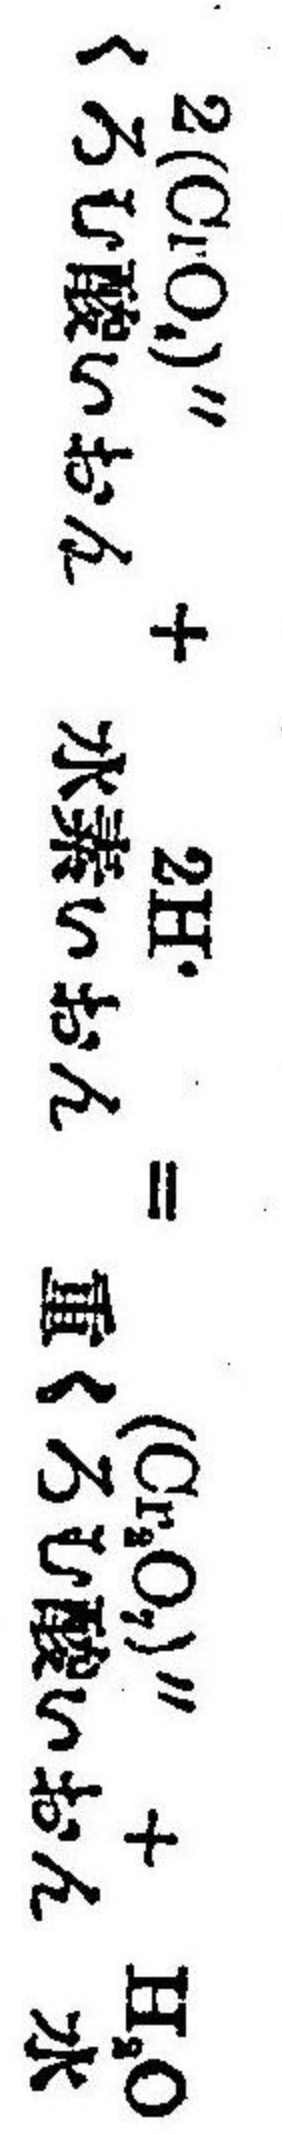 2(CrO₄)″ + 2H· = (Cr₂O₇)″ + H₂O
くろむ酸いおん 水素いおん 重くろむ酸いおん 水